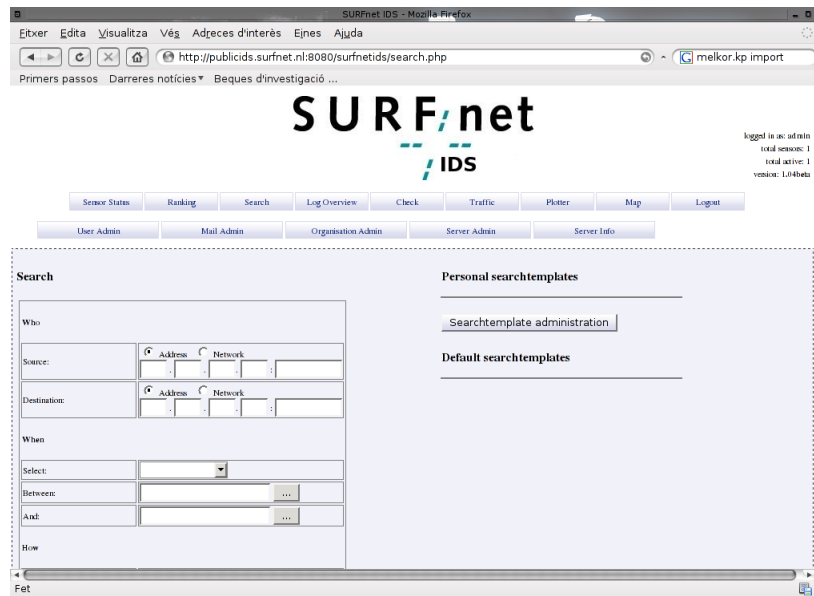 SURFnet IDS - Mozilla Firefox
Eitxer Edita Visualitza Vés Adreces d'interès Eines Ajuda
http://publicids.surfnet.nl:8080/surfnetids/search.php
G melkor.kp import
Primers passos Darreres notícies Beques d'investigació ...
SURF net
IDS
logged in as: admin
total sensors: 1
total active: 1
version: 1.04beta
Sensor Status Ranking Search Log Overview Check Traffic Plotter Map Logout
User Admin Mail Admin Organisation Admin Server Admin Server Info
Search
Who
Source: Address Network
. . . :
Destination: Address Network
. . . :
When
Select:
Between: ...
And: ...
How
Personal searchtemplates
Searchtemplate administration
Default searchtemplates
Fet